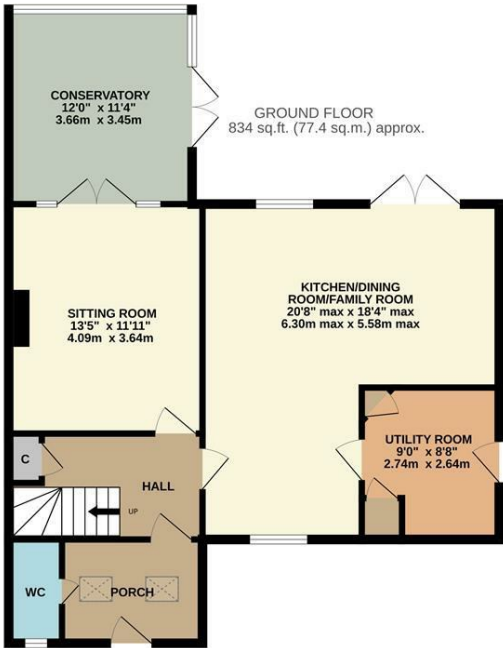 CONSERVATORY
12'0" x 11'4"
3.66m x 3.45m
GROUND FLOOR
834 sq.ft. (77.4 sq.m.) approx.
SITTING ROOM
13'5" x 11'11"
4.09m x 3.64m
KITCHEN/DINING
ROOM/FAMILY ROOM
20'8" max x 18'4" max
6.30m max x 5.58m max
UTILITY ROOM
9'0" x 8'8"
2.74m x 2.64m
C
HALL
UP
WC
PORCH